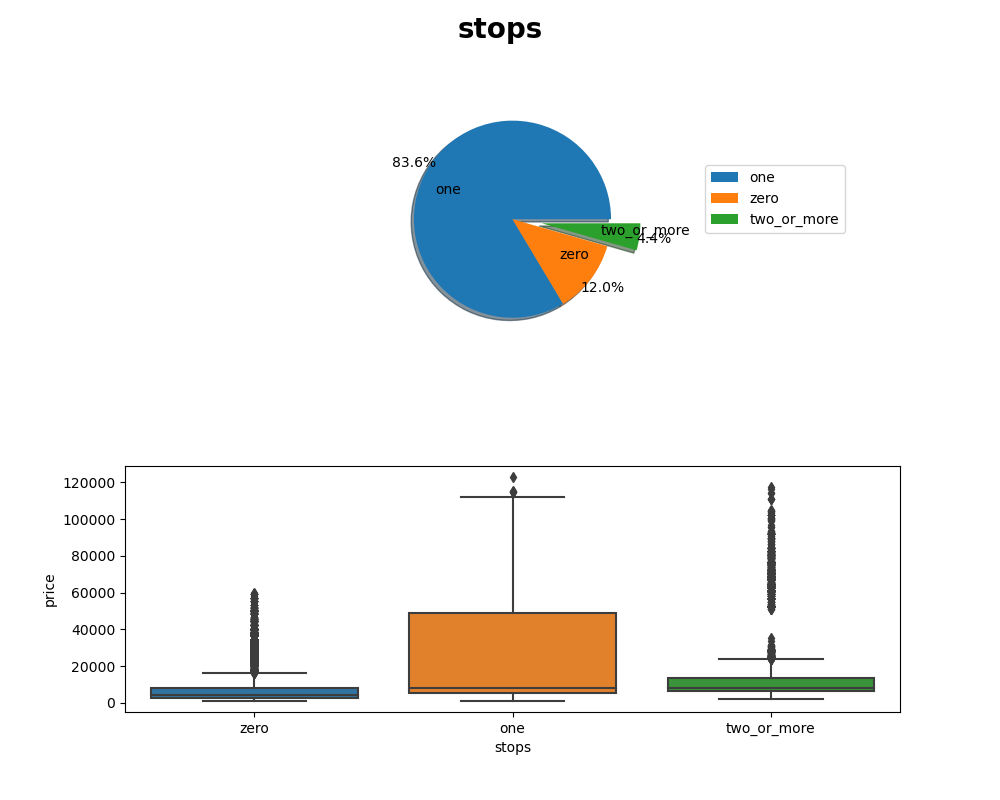 stops
83.6%
one
two_or_more
4.4%
zero
12.0%
one
zero
two_or_more
price
120000
100000
80000
60000
40000
20000
0
zero
one
two_or_more
stops